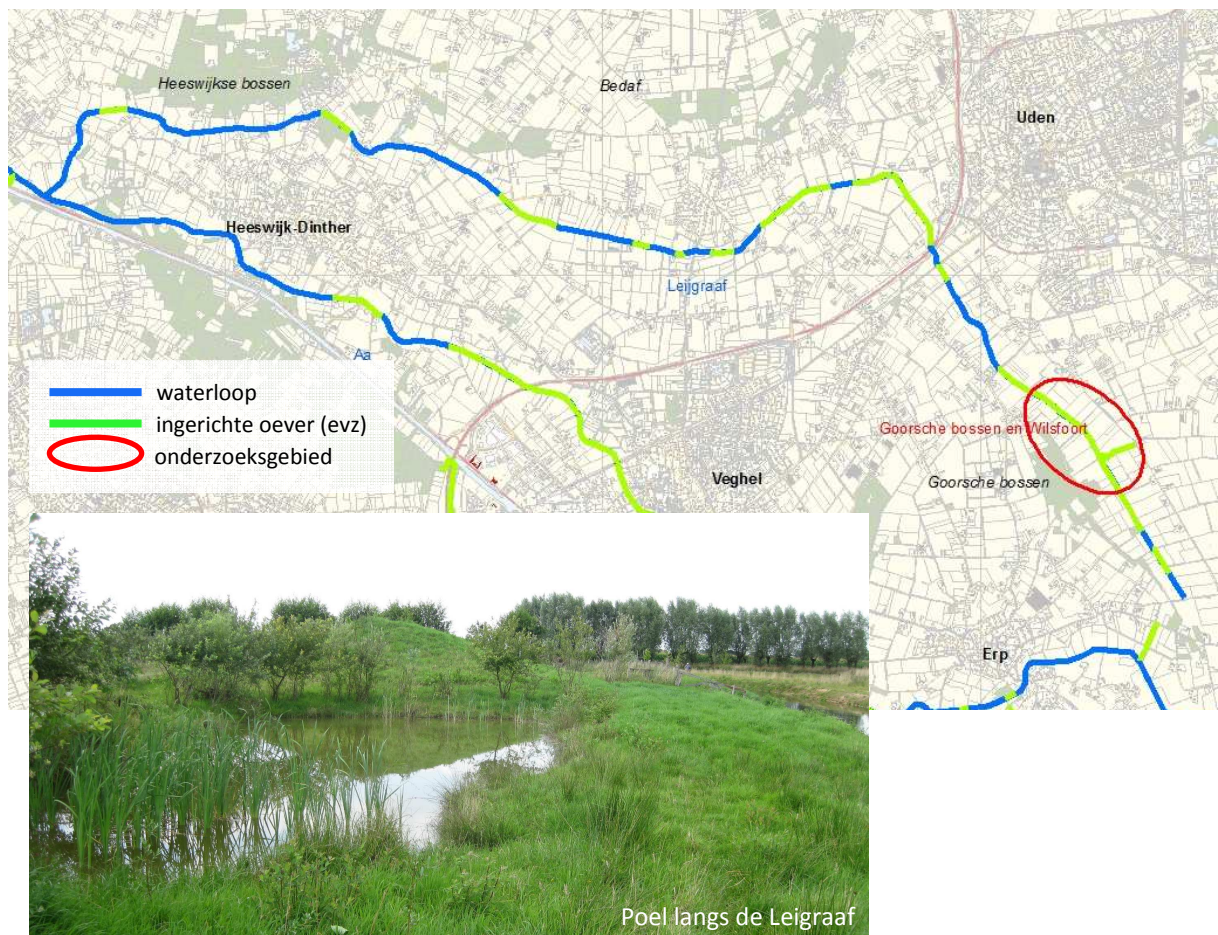 Heeswijkse bossen
Bedaf
Uden
Heeswijk-Dinther
Leijgraaf
Aa
waterloop
ingerichte oever (evz)
onderzoeksgebied
Goorsche bossen en Wilsfoort
Veghel
Goorsche bossen
Erp
Poel langs de Leigraaf